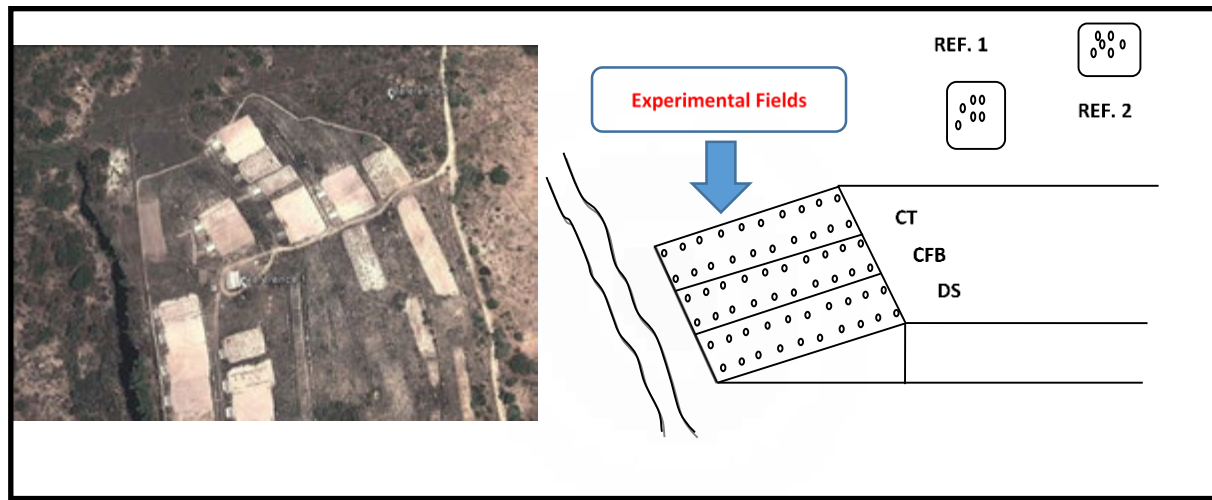 REF. 1
Experimental Fields
REF. 2
CT
CFB
DS